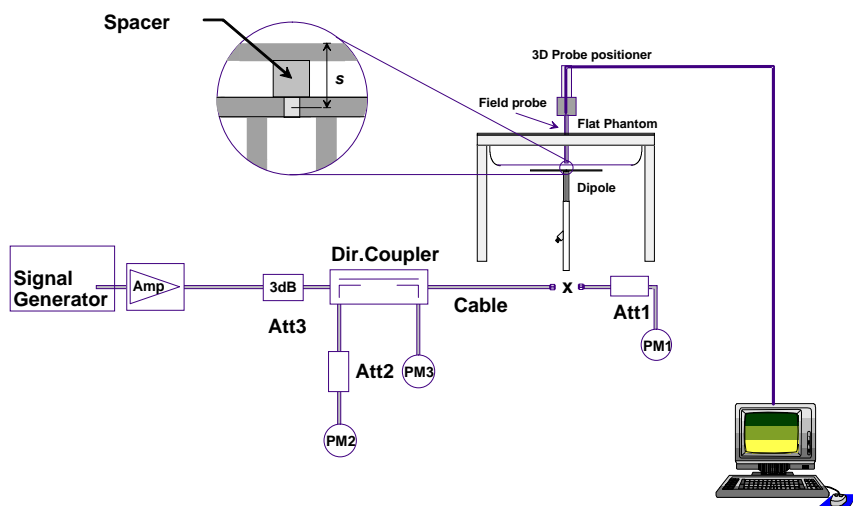 Spacer
s
3D Probe positioner
Field probe
Flat Phantom
Dipole
Dir.Coupler
Signal
Generator
Amp
3dB
Att3
Cable
x
Att1
PM1
Att2
PM3
PM2